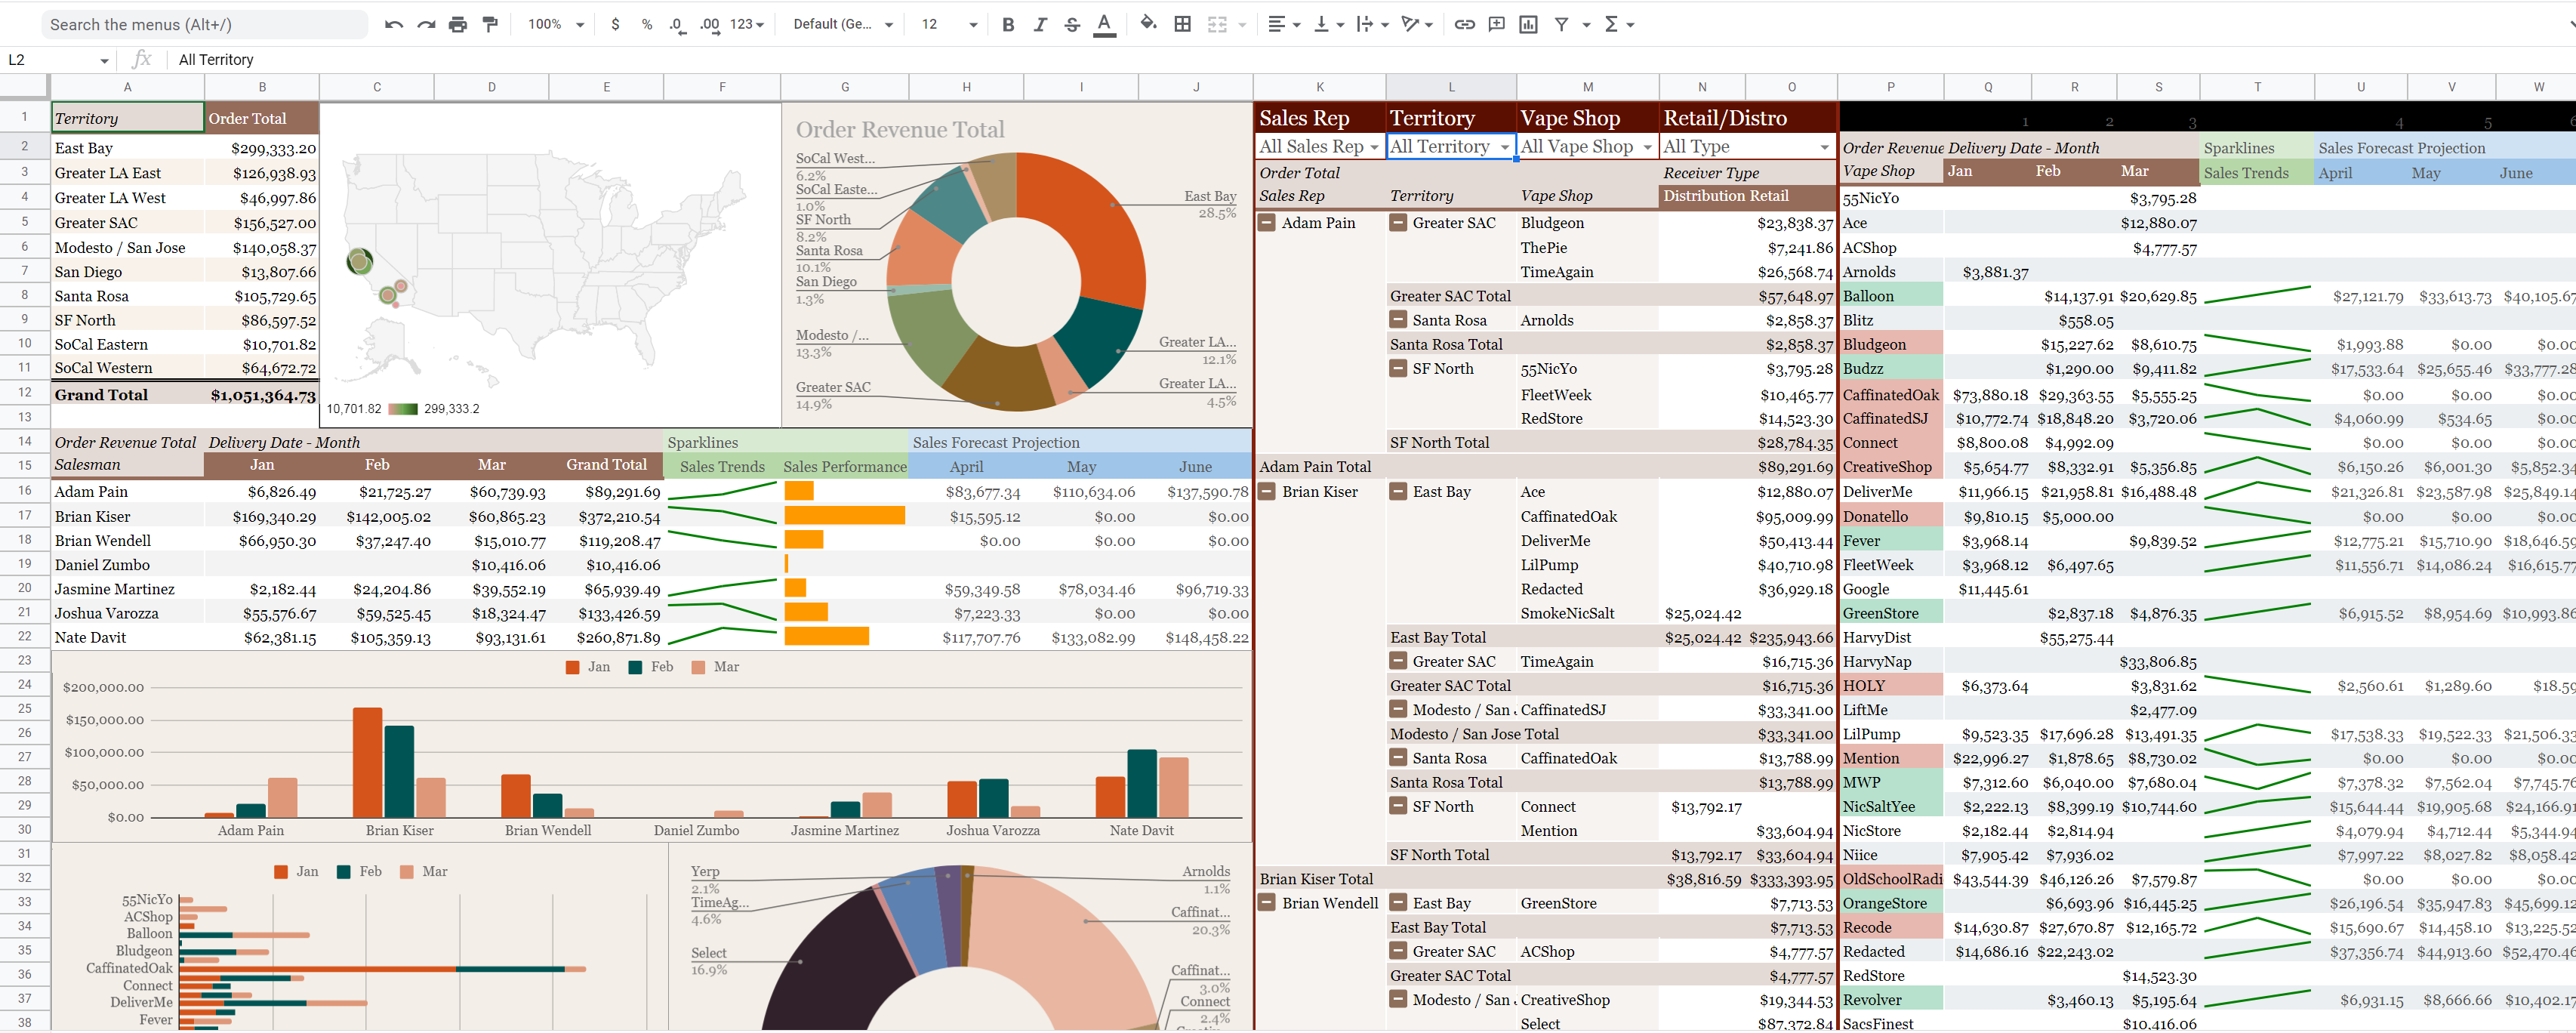 Search the menus (Alt+/)
100%
$ % .0 .00 123
Default (Ge... 12
B I S A
L2 fx All Territory
A B C D E F G H I J K L M N O P Q R S T U V W
1 Territory Order Total
2 East Bay $299,333.20
3 Greater LA East $126,938.93
4 Greater LA West $46,997.86
5 Greater SAC $156,527.00
6 Modesto / San Jose $140,058.37
7 San Diego $13,807.66
8 Santa Rosa $105,729.65
9 SF North $86,597.52
10 SoCal Eastern $10,701.82
11 SoCal Western $64,672.72
12 Grand Total $1,051,364.73
13
10,701.82 299,333.2
Order Revenue Total
SoCal West...
6.2%
SoCal Easte...
1.0%
SF North
8.2%
Santa Rosa
10.1%
San Diego
1.3%
Modesto /...
13.3%
Greater SAC
14.9%
East Bay
28.5%
Greater LA...
12.1%
Greater LA...
4.5%
14 Order Revenue Total Delivery Date - Month Sparklines Sales Forecast Projection
15 Salesman Jan Feb Mar Grand Total Sales Trends Sales Performance April May June
16 Adam Pain $6,826.49 $21,725.27 $60,739.93 $89,291.69 $83,677.34 $110,634.06 $137,590.78
17 Brian Kiser $169,340.29 $142,005.02 $60,865.23 $372,210.54 $15,595.12 $0.00 $0.00
18 Brian Wendell $66,950.30 $37,247.40 $15,010.77 $119,208.47 $0.00 $0.00 $0.00
19 Daniel Zumbo $10,416.06 $10,416.06
20 Jasmine Martinez $2,182.44 $24,204.86 $39,552.19 $65,939.49 $59,349.58 $78,034.46 $96,719.33
21 Joshua Varozza $55,576.67 $59,525.45 $18,324.47 $133,426.59 $7,223.33 $0.00 $0.00
22 Nate Davit $62,381.15 $105,359.13 $93,131.61 $260,871.89 $117,707.76 $133,082.99 $148,458.22
23
24
25
26
27
28
29
30
31
32
33
34
35
36
37
38
Jan Feb Mar
$200,000.00
$150,000.00
$100,000.00
$50,000.00
$0.00
Adam Pain Brian Kiser Brian Wendell Daniel Zumbo Jasmine Martinez Joshua Varozza Nate Davit
Jan Feb Mar
55NicYo
ACShop
Balloon
Bludgeon
CaffinatedOak
Connect
DeliverMe
Fever
Yerp
2.1%
TimeAg...
4.6%
Select
16.9%
Arnolds
1.1%
Caffinat...
20.3%
Caffinat...
3.0%
Connect
2.4%
Sales Rep Territory Vape Shop Retail/Distro
All Sales Rep All Territory All Vape Shop All Type
Order Total Receiver Type
Sales Rep Territory Vape Shop Distribution Retail
Adam Pain Greater SAC Bludgeon $23,838.37
ThePie $7,241.86
TimeAgain $26,568.74
Greater SAC Total $57,648.97
Santa Rosa Arnolds $2,858.37
Santa Rosa Total $2,858.37
SF North 55NicYo $3,795.28
FleetWeek $10,465.77
RedStore $14,523.30
SF North Total $28,784.35
Adam Pain Total $89,291.69
Brian Kiser East Bay Ace $12,880.07
CaffinatedOak $95,009.99
DeliverMe $50,413.44
LilPump $40,710.98
Redacted $36,929.18
SmokeNicSalt $25,024.42
East Bay Total $25,024.42 $235,943.66
Greater SAC TimeAgain $16,715.36
Greater SAC Total $16,715.36
Modesto / San CaffinatedSJ $33,341.00
Modesto / San Jose Total $33,341.00
Santa Rosa CaffinatedOak $13,788.99
Santa Rosa Total $13,788.99
SF North Connect $13,792.17
Mention $33,604.94
SF North Total $13,792.17 $33,604.94
Brian Kiser Total $38,816.59 $333,393.95
Brian Wendell East Bay GreenStore $7,713.53
East Bay Total $7,713.53
Greater SAC ACShop $4,777.57
Greater SAC Total $4,777.57
Modesto / San CreativeShop $19,344.53
Select $87,372.84
1 2 3 4 5
Order Revenue Delivery Date - Month Sparklines Sales Forecast Projection
Vape Shop Jan Feb Mar Sales Trends April May June
55NicYo $3,795.28
Ace $12,880.07
ACShop $4,777.57
Arnolds $3,881.37
Balloon $14,137.91 $20,629.85 $27,121.79 $33,613.73 $40,105.67
Blitz $558.05
Bludgeon $15,227.62 $8,610.75 $1,993.88 $0.00 $0.00
Budzz $1,290.00 $9,411.82 $17,533.64 $25,655.46 $33,777.28
CaffinatedOak $73,880.18 $29,363.55 $5,555.25 $0.00 $0.00 $0.00
CaffinatedSJ $10,772.74 $18,848.20 $3,720.06 $4,060.99 $534.65 $0.00
Connect $8,800.08 $4,992.09 $0.00 $0.00 $0.00
CreativeShop $5,654.77 $8,332.91 $5,356.85 $6,150.26 $6,001.30 $5,852.34
DeliverMe $11,966.15 $21,958.81 $16,488.48 $21,326.81 $23,587.98 $25,849.14
Donatello $9,810.15 $5,000.00 $0.00 $0.00 $0.00
Fever $3,968.14 $9,839.52 $12,775.21 $15,710.90 $18,646.59
FleetWeek $3,968.12 $6,497.65 $11,556.71 $14,086.24 $16,615.77
Google $11,445.61
GreenStore $2,837.18 $4,876.35 $6,915.52 $8,954.69 $10,993.86
HarvyDist $55,275.44
HarvyNap $33,806.85
HOLY $6,373.64 $3,831.62 $2,560.61 $1,289.60 $18.59
LiftMe $2,477.09
LilPump $9,523.35 $17,696.28 $13,491.35 $17,538.33 $19,522.33 $21,506.33
Mention $22,996.27 $1,878.65 $8,730.02 $0.00 $0.00 $0.00
MWP $7,312.60 $6,040.00 $7,680.04 $7,378.32 $7,562.04 $7,745.76
NicSaltYee $2,222.13 $8,399.19 $10,744.60 $15,644.44 $19,905.68 $24,166.91
NicStore $2,182.44 $2,814.94 $4,079.94 $4,712.44 $5,344.94
Niice $7,905.42 $7,936.02 $7,997.22 $8,027.82 $8,058.42
OldSchoolRadi $43,544.39 $46,126.26 $7,579.87 $0.00 $0.00 $0.00
OrangeStore $6,693.96 $16,445.25 $26,196.54 $35,947.83 $45,699.12
Recode $14,630.87 $27,670.87 $12,165.72 $15,690.67 $14,458.10 $13,225.52
Redacted $14,686.16 $22,243.02 $37,356.74 $44,913.60 $52,470.46
RedStore $14,523.30
Revolver $3,460.13 $5,195.64 $6,931.15 $8,666.66 $10,402.17
SacsFinest $10,416.06